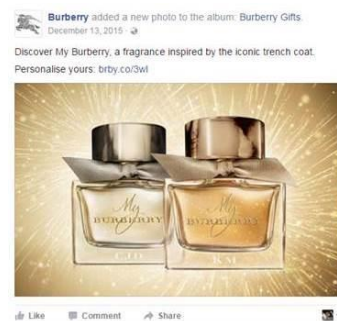 Burberry added a new photo to the album: Burberry Gifts
December 13, 2015
Discover My Burberry, a fragrance inspired by the iconic trench coat.
Personalise yours: brby.co/3wl
My My
BURBERRY BURBERRY
KM
Like Comment Share